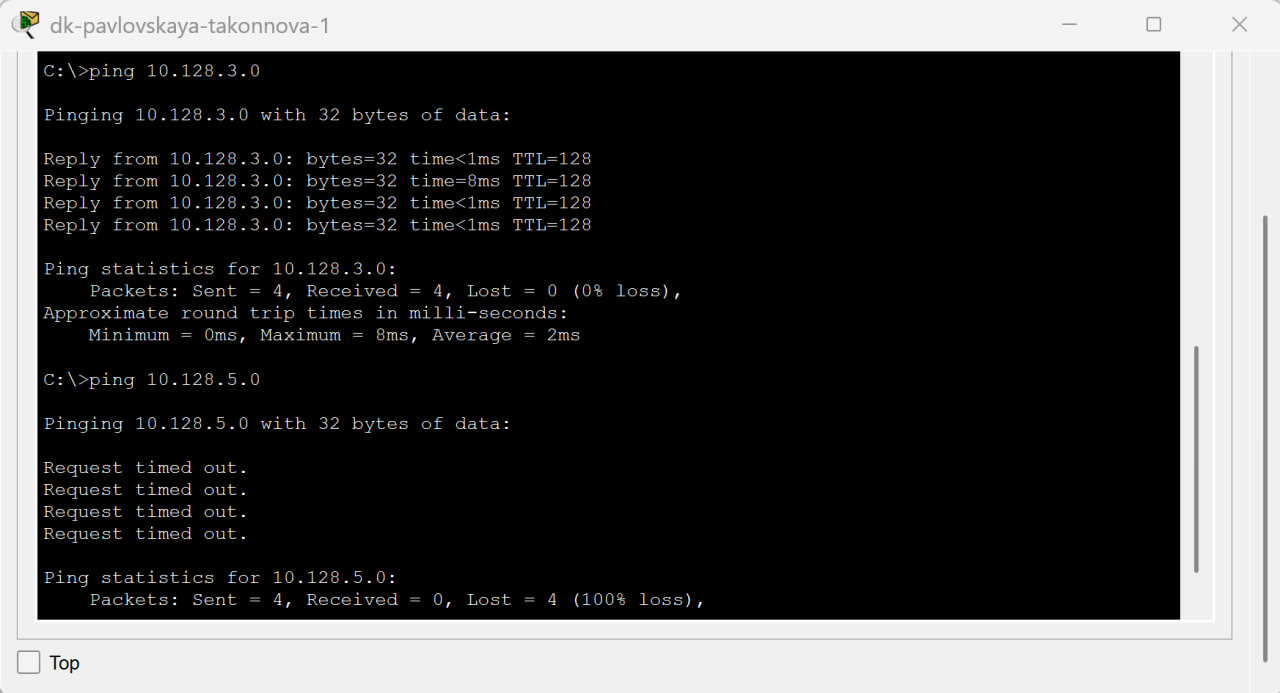 dk-pavlovskaya-takonnova-1
C:\>ping 10.128.3.0
Pinging 10.128.3.0 with 32 bytes of data:
Reply from 10.128.3.0: bytes=32 time<1ms TTL=128
Reply from 10.128.3.0: bytes=32 time=8ms TTL=128
Reply from 10.128.3.0: bytes=32 time<1ms TTL=128
Reply from 10.128.3.0: bytes=32 time<1ms TTL=128
Ping statistics for 10.128.3.0:
Packets: Sent = 4, Received = 4, Lost = 0 (0% loss),
Approximate round trip times in milli-seconds:
Minimum = 0ms, Maximum = 8ms, Average = 2ms
C:\>ping 10.128.5.0
Pinging 10.128.5.0 with 32 bytes of data:
Request timed out.
Request timed out.
Request timed out.
Request timed out.
Ping statistics for 10.128.5.0:
Packets: Sent = 4, Received = 0, Lost = 4 (100% loss),
Top